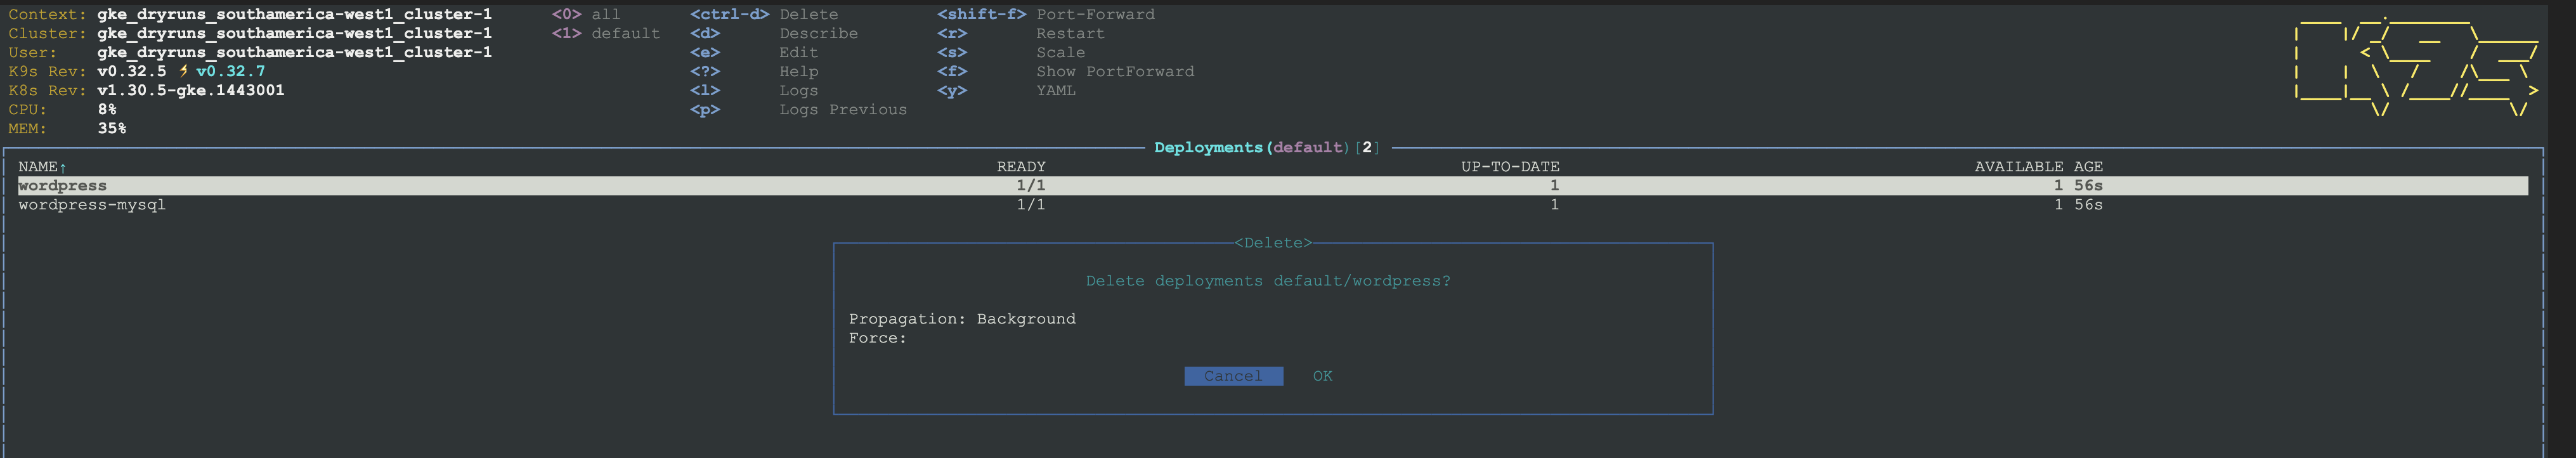 Context: gke_dryruns_southamerica-west1_cluster-1 <0> all <ctrl-d> Delete <shift-f> Port-Forward
Cluster: gke_dryruns_southamerica-west1_cluster-1 <1> default <d> Describe <r> Restart
User: gke_dryruns_southamerica-west1_cluster-1 <e> Edit <s> Scale
K9s Rev: v0.32.5 ⚡ v0.32.7 <?> Help <f> Show PortForward
K8s Rev: v1.30.5-gke.1443001 <l> Logs <y> YAML
CPU: 8% <p> Logs Previous
MEM: 35%
K9s
Deployments(default)[2]
NAME↑ READY UP-TO-DATE AVAILABLE AGE
wordpress 1/1 1 1 56s
wordpress-mysql 1/1 1 1 56s
<Delete>
Delete deployments default/wordpress?
Propagation: Background
Force:
Cancel OK